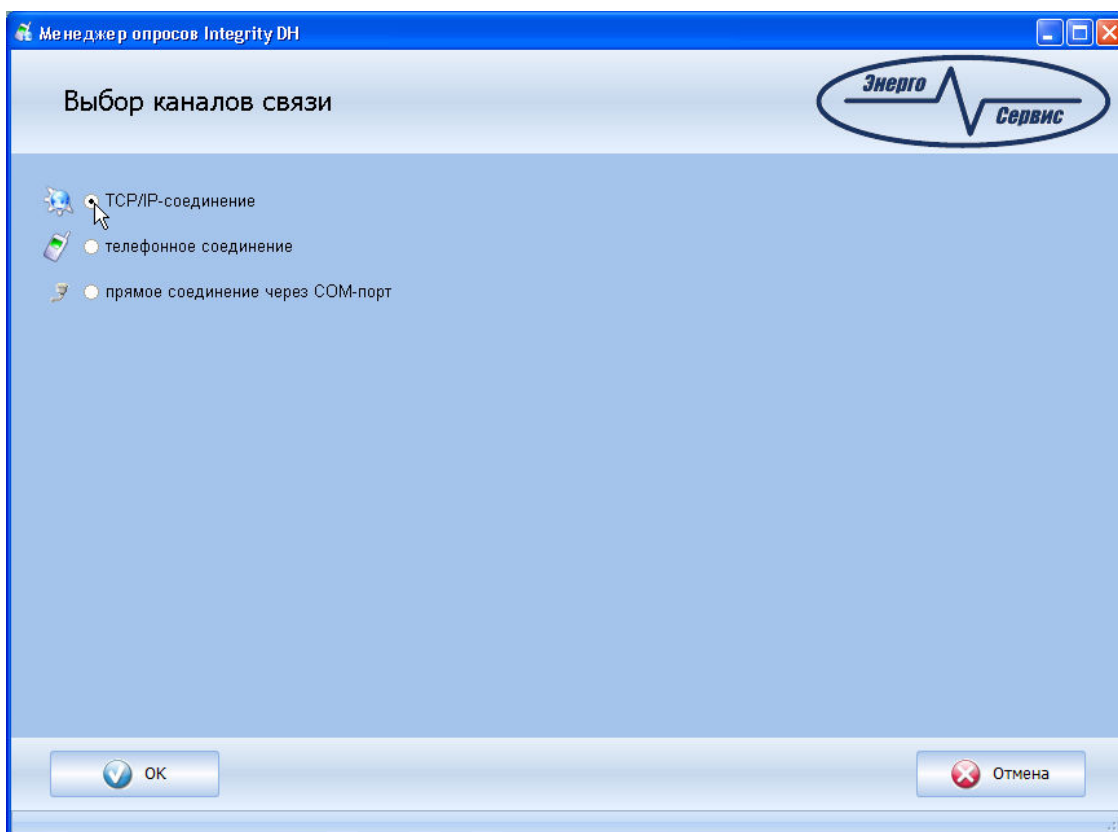 Менеджер опросов Integrity DH
Выбор каналов связи
Энерго
Сервис
TCP/IP-соединение
телефонное соединение
прямое соединение через COM-порт
OK
Отмена